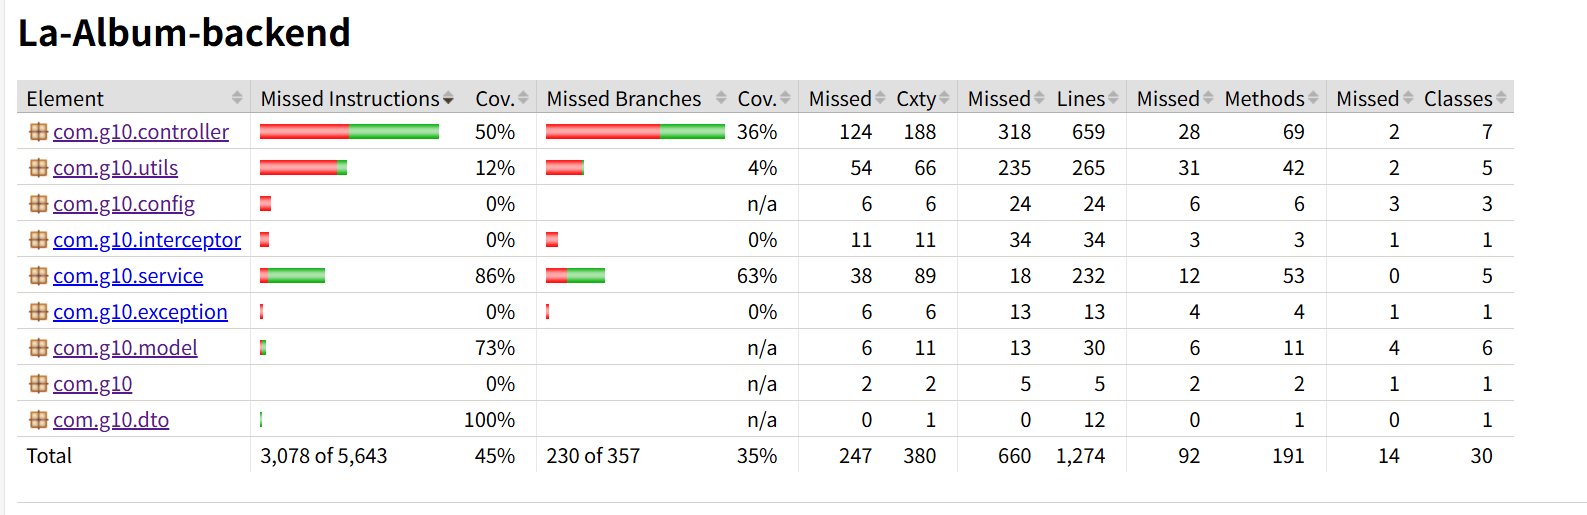 La-Album-backend
Element Missed Instructions Cov. Missed Branches Cov. Missed Cxty Missed Lines Missed Methods Missed Classes
com.g10.controller 50% 36% 124 188 318 659 28 69 2 7
com.g10.utils 12% 4% 54 66 235 265 31 42 2 5
com.g10.config 0% n/a 6 6 24 24 6 6 3 3
com.g10.interceptor 0% 0% 11 11 34 34 3 3 1 1
com.g10.service 86% 63% 38 89 18 232 12 53 0 5
com.g10.exception 0% 0% 6 6 13 13 4 4 1 1
com.g10.model 73% n/a 6 11 13 30 6 11 4 6
com.g10 0% n/a 2 2 5 5 2 2 1 1
com.g10.dto 100% n/a 0 1 0 12 0 1 0 1
Total 3,078 of 5,643 45% 230 of 357 35% 247 380 660 1,274 92 191 14 30